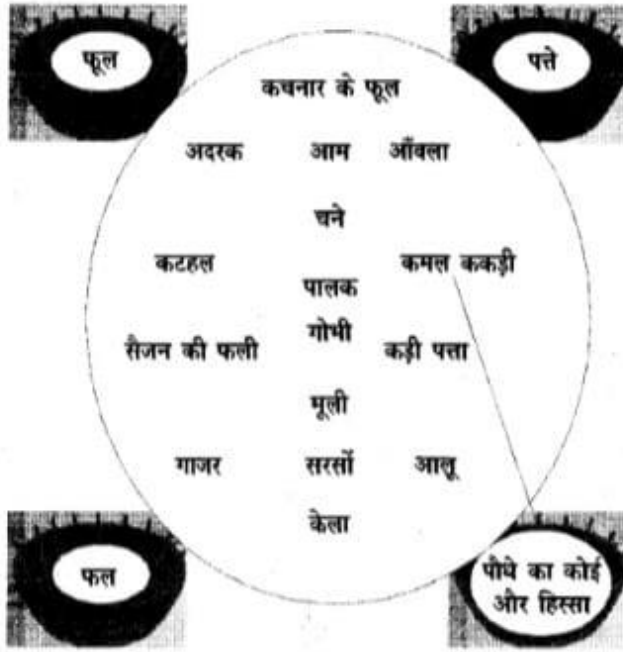 फूल
पत्ते
कचनार के फूल
अदरक आम आँवला
चने
कटहल कमल ककड़ी
पालक
गोभी
सैजन की फली कड़ी पत्ता
मूली
गाजर सरसों आलू
केला
फल
पौधे का कोई
और हिस्सा